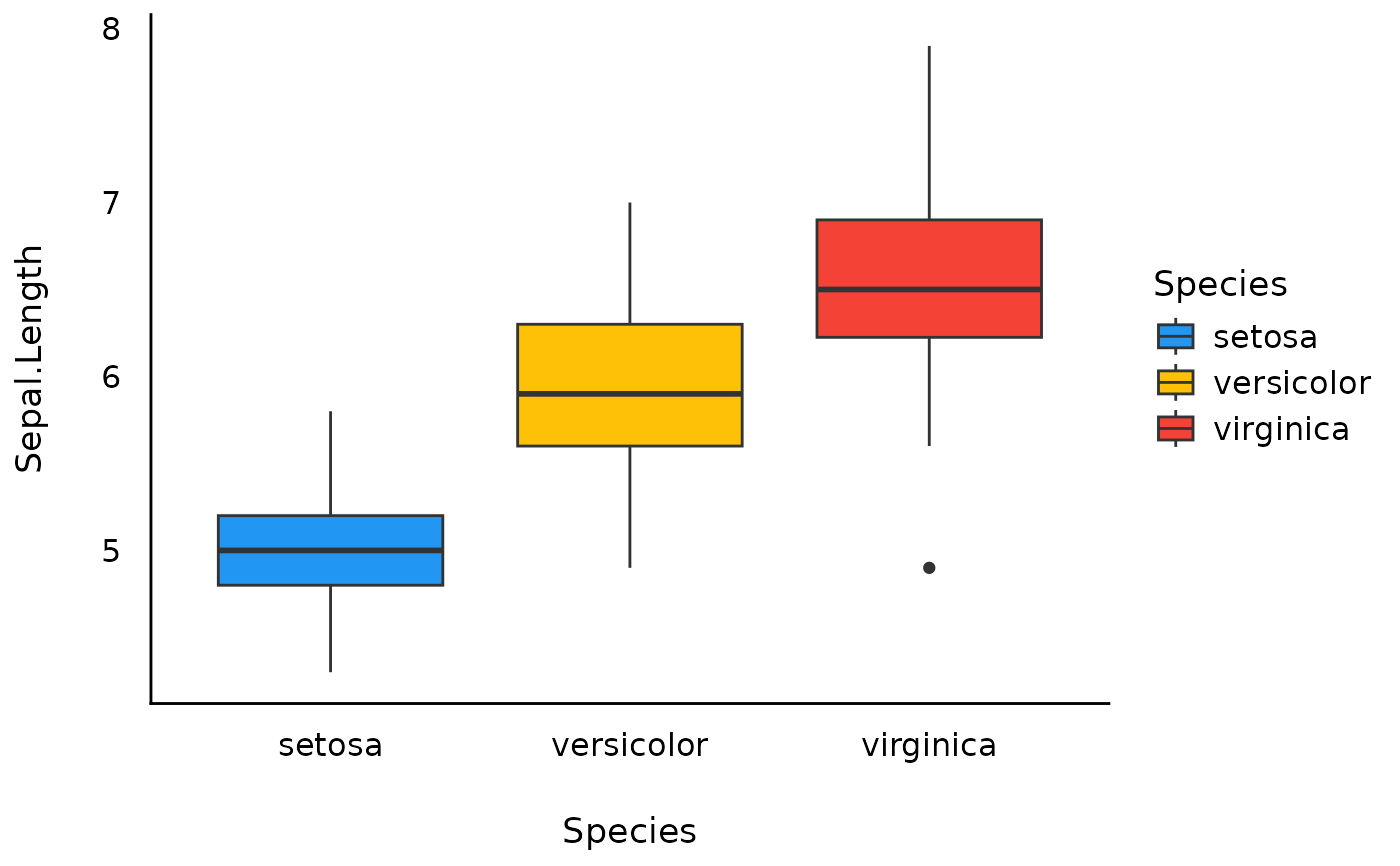 Sepal.Length
8
7
6
5
setosa
versicolor
virginica
Species
Species
setosa
versicolor
virginica